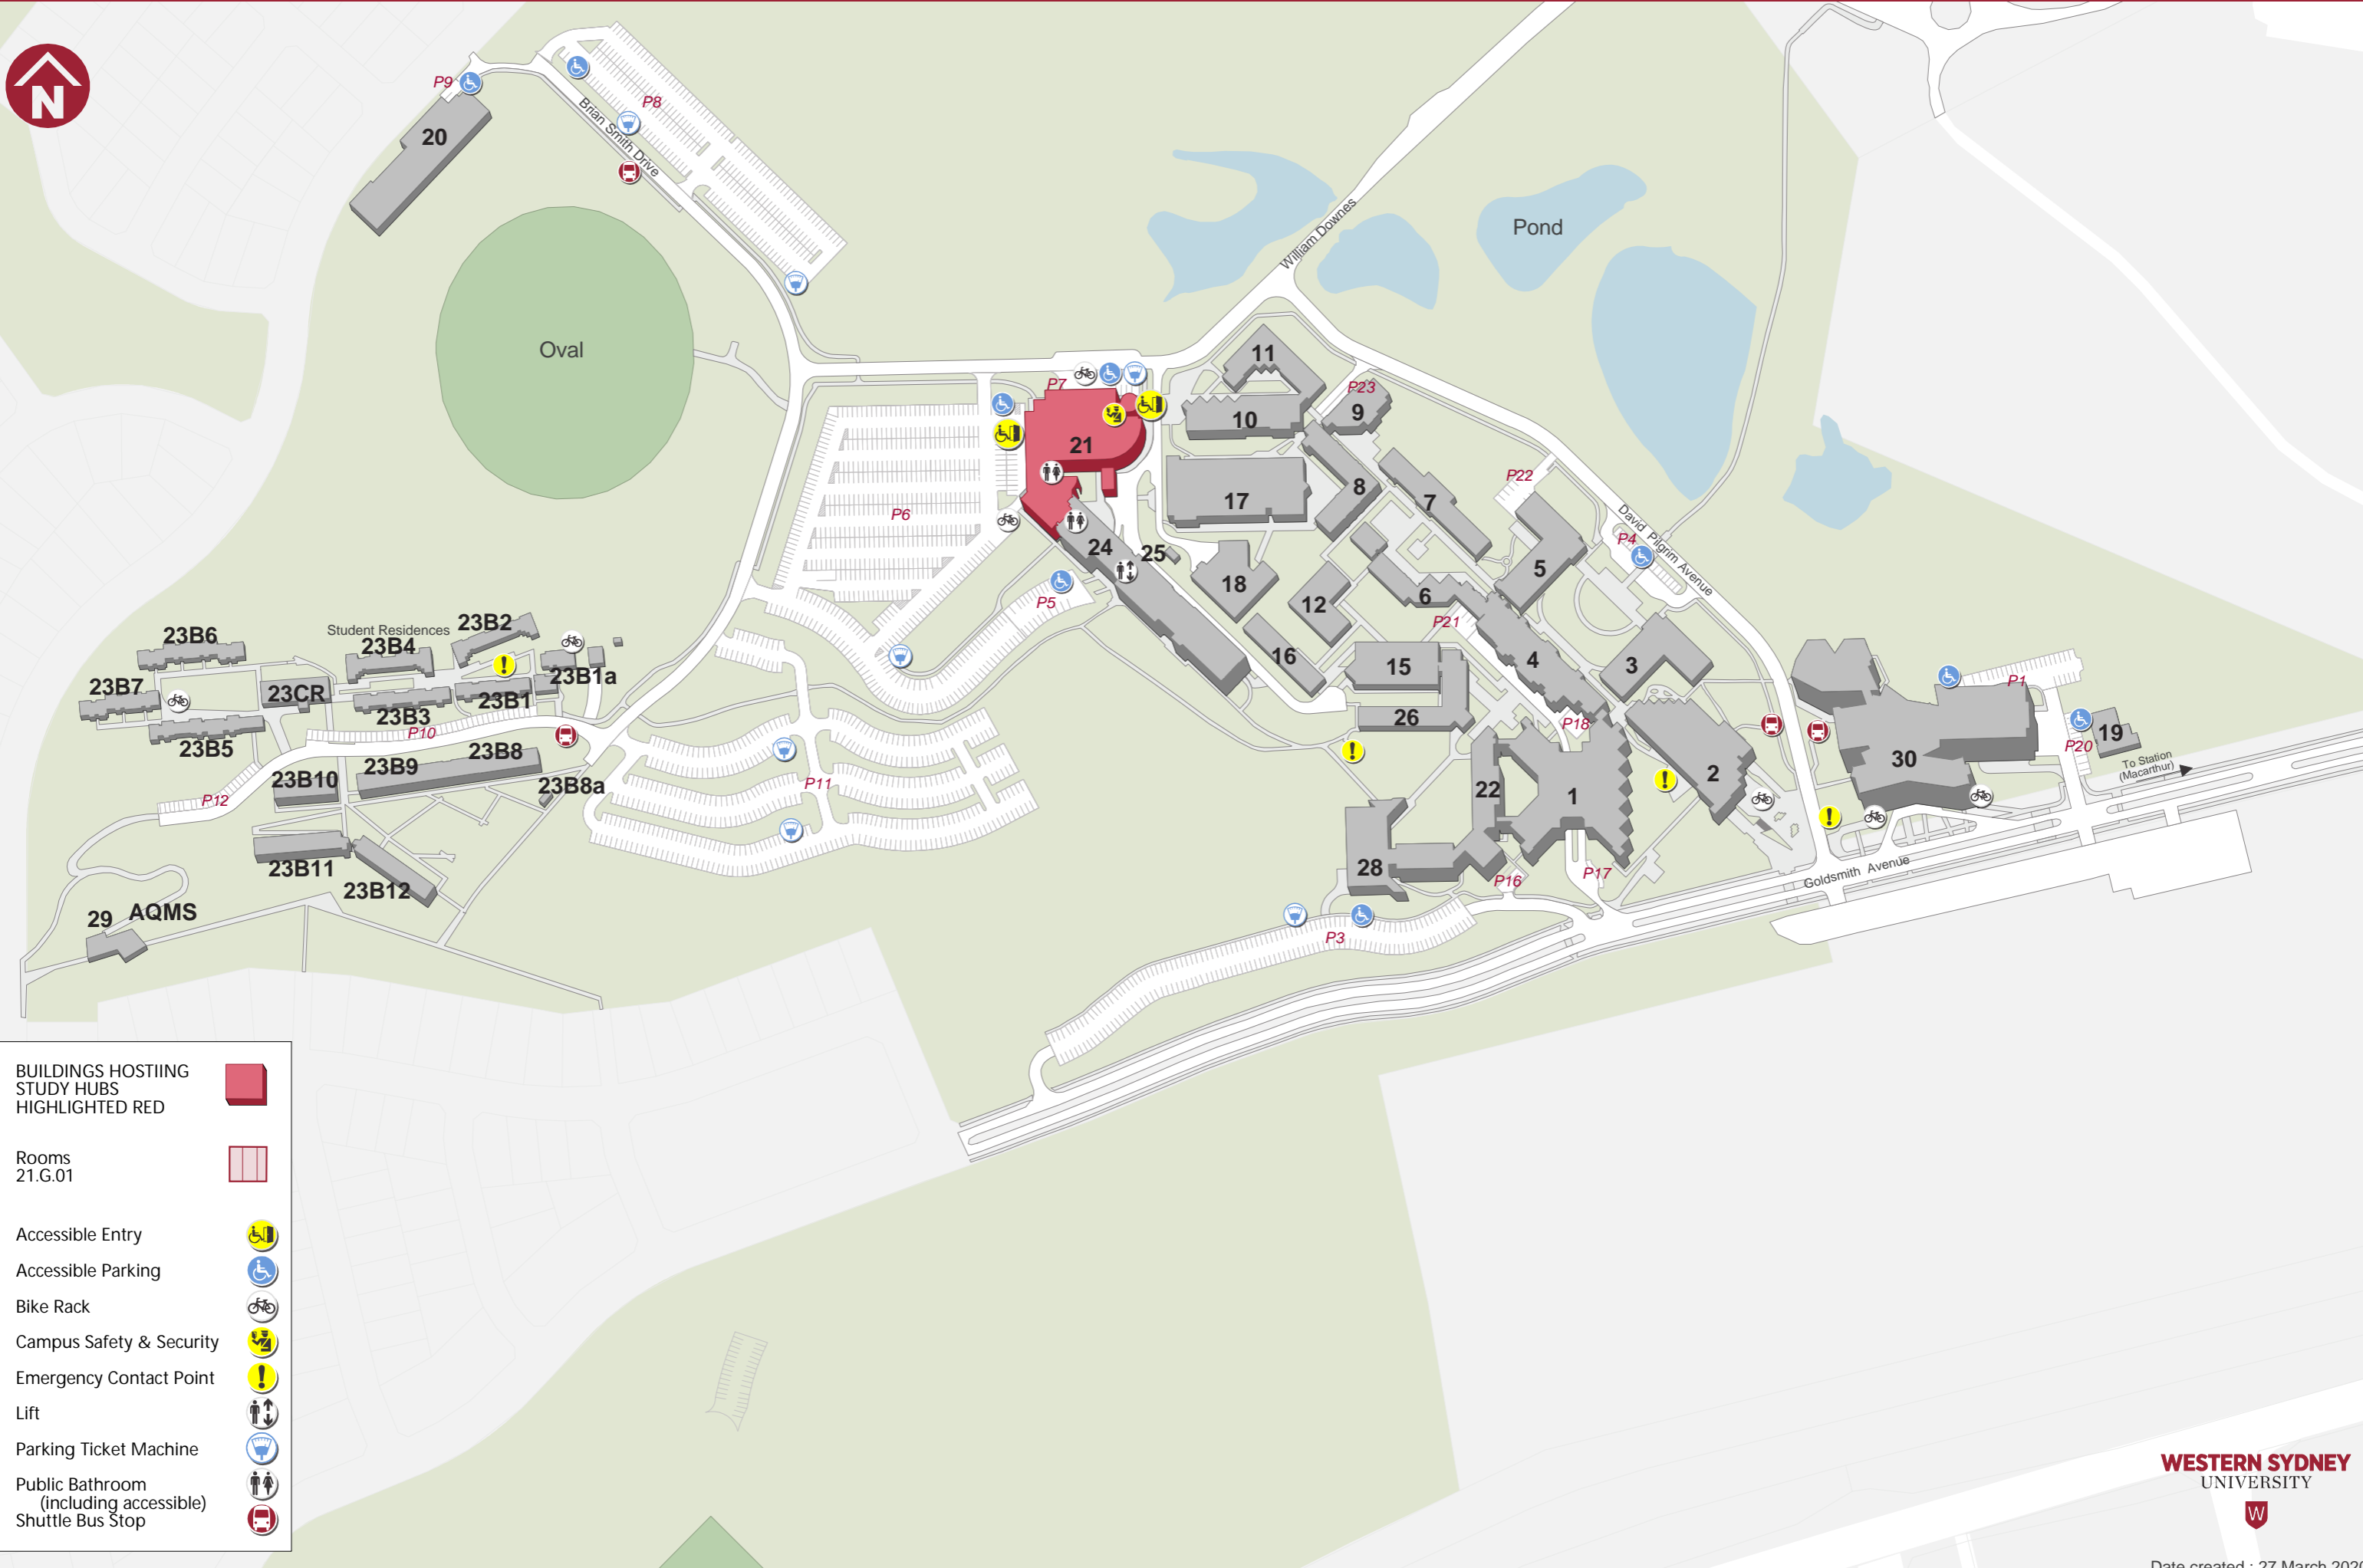 N
P9
20
P8
Brian Smith Drive
Oval
William Downes
Pond
11
P7
P23
10
9
21
P22
17
8
7
P6
David Pilgrim Avenue
P4
24
25
5
18
P5
12
6
P21
23B6
Student Residences
23B2
23B4
16
15
4
3
23B7
23CR
23B1a
23B1
P1
23B3
26
P18
23B5
P10
P20
19
23B8
30
To Station
(Macarthur)
23B9
23B10
23B8a
P11
22
1
2
P12
23B11
28
P17
Goldsmith Avenue
23B12
P16
29
AQMS
P3
BUILDINGS HOSTIING
STUDY HUBS
HIGHLIGHTED RED
Rooms
21.G.01
Accessible Entry
Accessible Parking
Bike Rack
Campus Safety & Security
Emergency Contact Point
Lift
Parking Ticket Machine
Public Bathroom
(including accessible)
Shuttle Bus Stop
WESTERN SYDNEY
UNIVERSITY
W
Date created : 27 March 2020